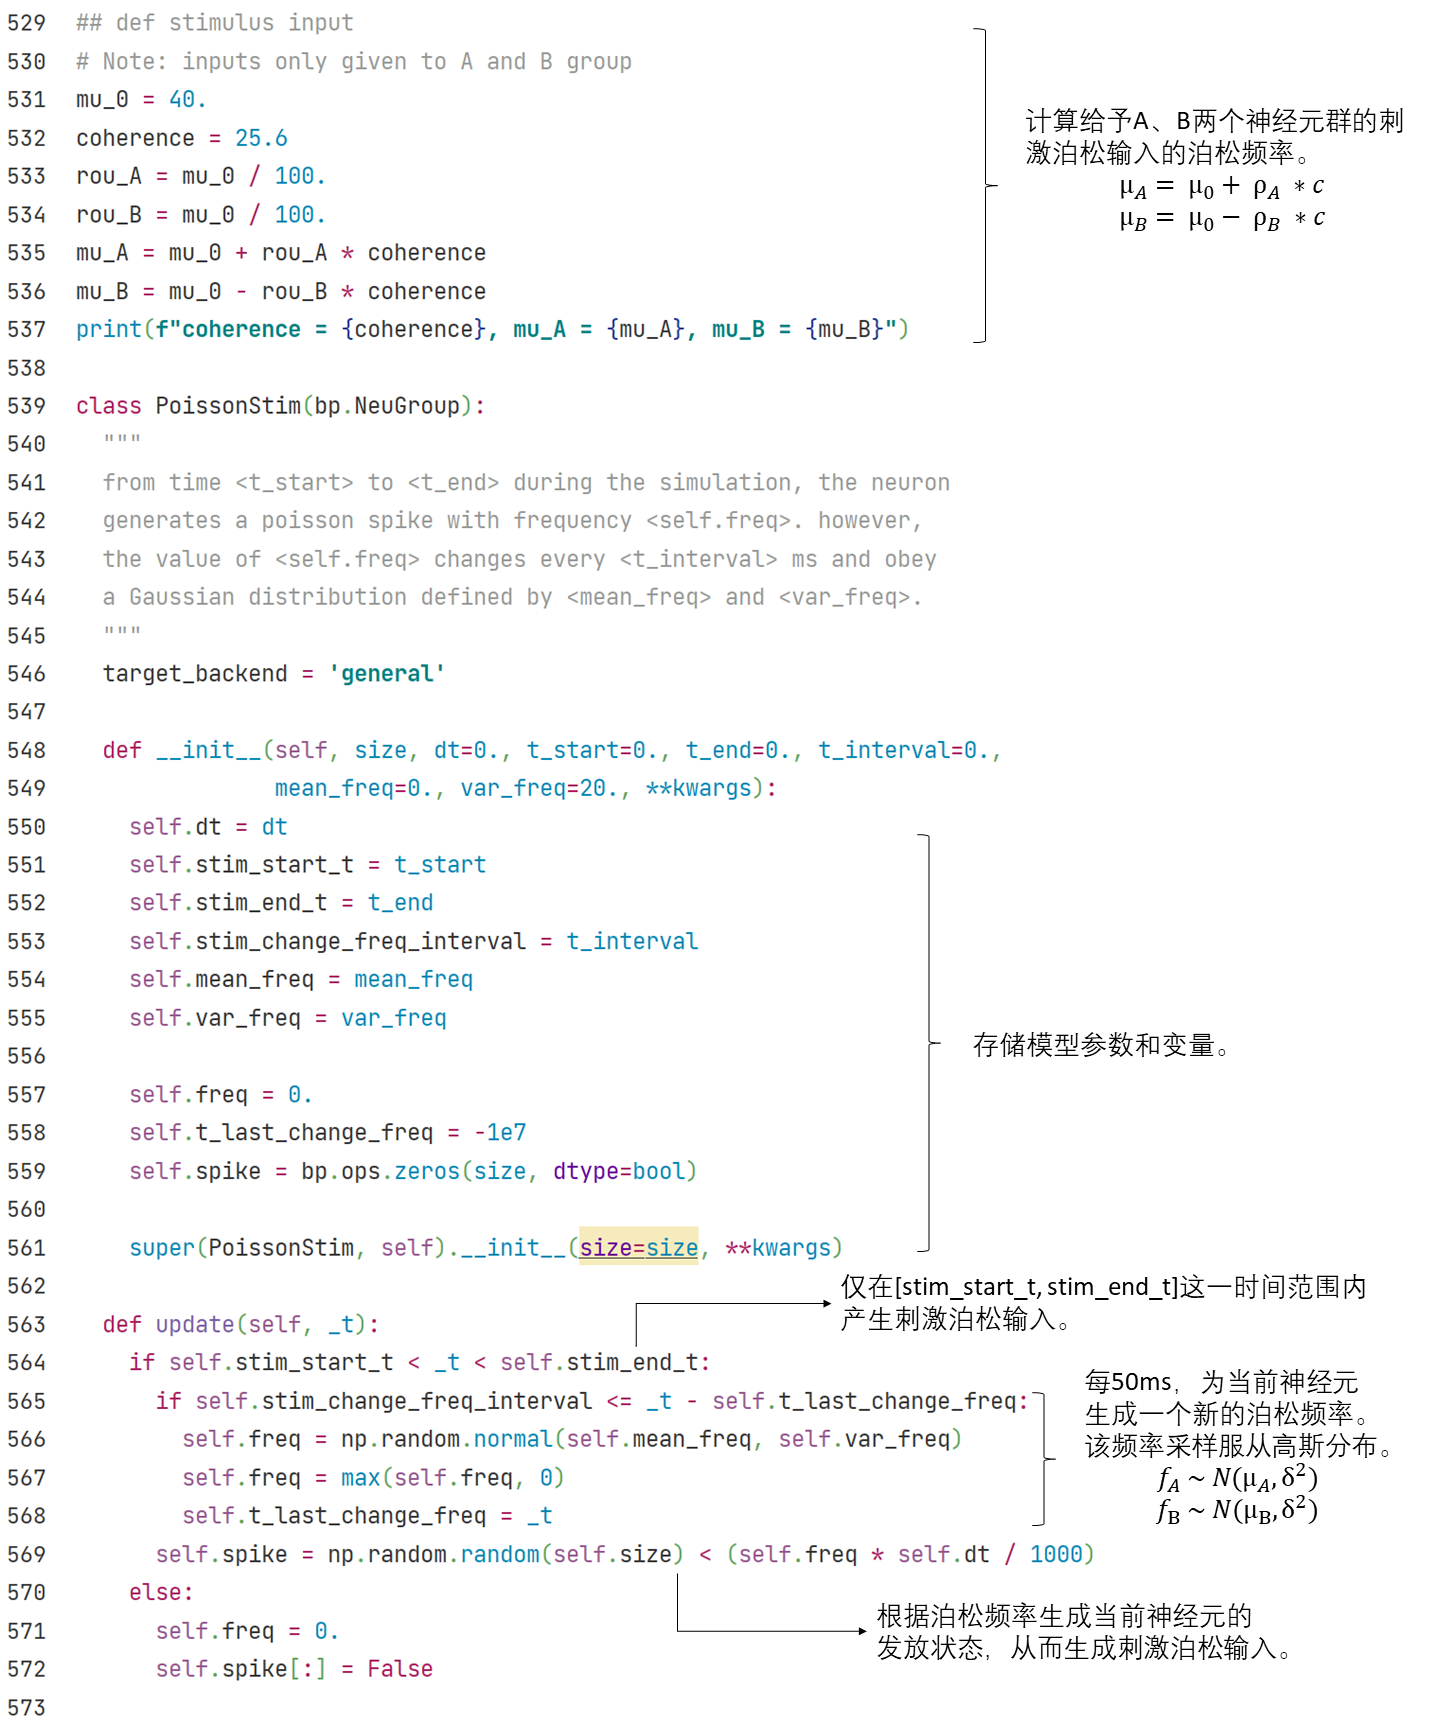 529 ## def stimulus input
530 # Note: inputs only given to A and B group
531 mu_0 = 40.
532 coherence = 25.6
533 rou_A = mu_0 / 100.
534 rou_B = mu_0 / 100.
535 mu_A = mu_0 + rou_A * coherence
536 mu_B = mu_0 - rou_B * coherence
537 print(f"coherence = {coherence}, mu_A = {mu_A}, mu_B = {mu_B}")
538
计算给予A、B两个神经元群的刺
激泊松输入的泊松频率。
μ_A = μ_0 + ρ_A * c
μ_B = μ_0 − ρ_B * c
539 class PoissonStim(bp.NeuGroup):
540 """
541 from time <t_start> to <t_end> during the simulation, the neuron
542 generates a poisson spike with frequency <self.freq>. however,
543 the value of <self.freq> changes every <t_interval> ms and obey
544 a Gaussian distribution defined by <mean_freq> and <var_freq>.
545 """
546 target_backend = 'general'
547
548 def __init__(self, size, dt=0., t_start=0., t_end=0., t_interval=0.,
549 mean_freq=0., var_freq=20., **kwargs):
550 self.dt = dt
551 self.stim_start_t = t_start
552 self.stim_end_t = t_end
553 self.stim_change_freq_interval = t_interval
554 self.mean_freq = mean_freq
555 self.var_freq = var_freq
556
557 self.freq = 0.
558 self.t_last_change_freq = -1e7
559 self.spike = bp.ops.zeros(size, dtype=bool)
560
561 super(PoissonStim, self).__init__(size=size, **kwargs)
562
存储模型参数和变量。
563 def update(self, _t):
564 if self.stim_start_t < _t < self.stim_end_t:
565 if self.stim_change_freq_interval <= _t - self.t_last_change_freq:
566 self.freq = np.random.normal(self.mean_freq, self.var_freq)
567 self.freq = max(self.freq, 0)
568 self.t_last_change_freq = _t
569 self.spike = np.random.random(self.size) < (self.freq * self.dt / 1000)
570 else:
571 self.freq = 0.
572 self.spike[:] = False
573
仅在[stim_start_t, stim_end_t]这一时间范围内
产生刺激泊松输入。
每50ms，为当前神经元
生成一个新的泊松频率。
该频率采样服从高斯分布。
f_A ~ N(μ_A, δ²)
f_B ~ N(μ_B, δ²)
根据泊松频率生成当前神经元的
发放状态，从而生成刺激泊松输入。